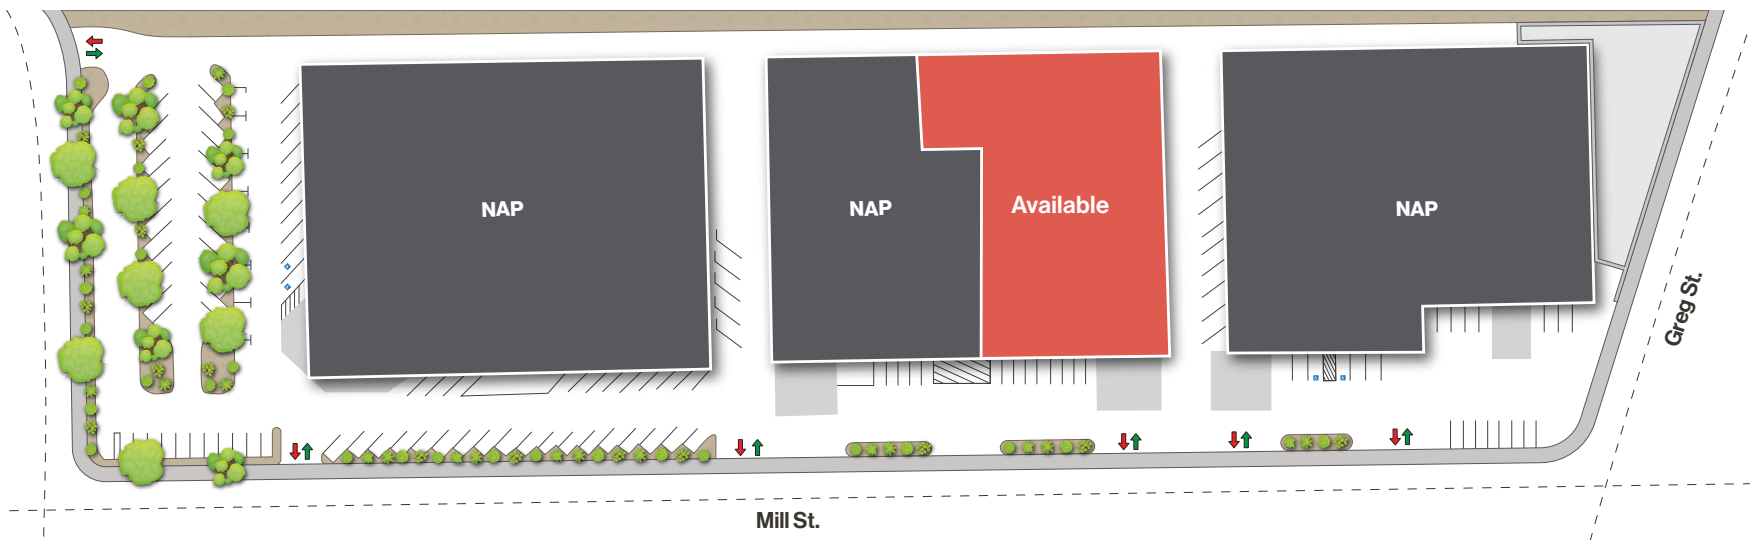 NAP
NAP
Available
NAP
Greg St.
Mill St.